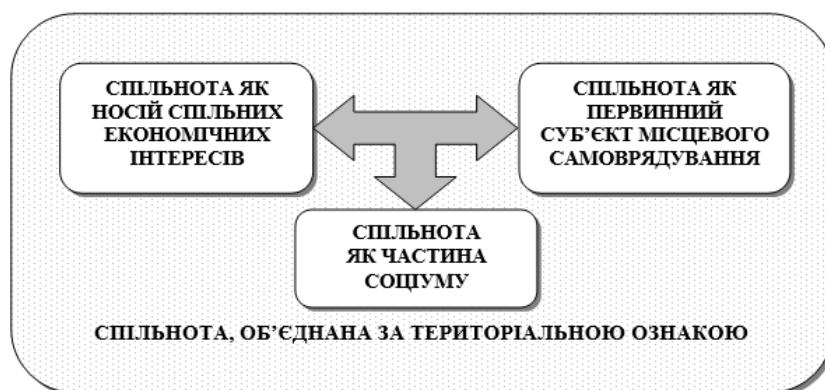 СПІЛЬНОТА ЯК
НОСІЙ СПІЛЬНИХ
ЕКОНОМІЧНИХ
ІНТЕРЕСІВ
СПІЛЬНОТА ЯК
ПЕРВИННИЙ
СУБ’ЄКТ МІСЦЕВОГО
САМОВРЯДУВАННЯ
СПІЛЬНОТА
ЯК ЧАСТИНА
СОЦІУМУ
СПІЛЬНОТА, ОБ’ЄДНАНА ЗА ТЕРИТОРІАЛЬНОЮ ОЗНАКОЮ